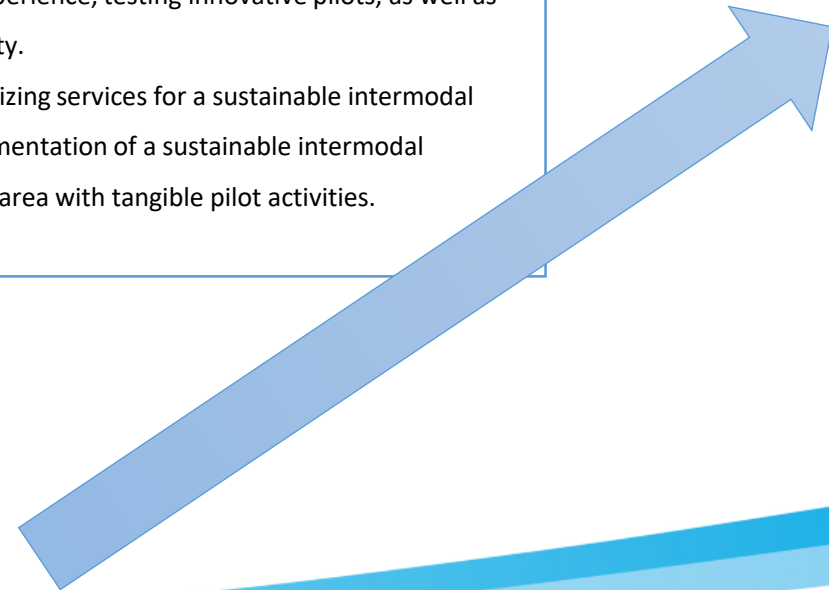 perience, testing innovative pilots, as well as
ty.
izing services for a sustainable intermodal
mentation of a sustainable intermodal
area with tangible pilot activities.